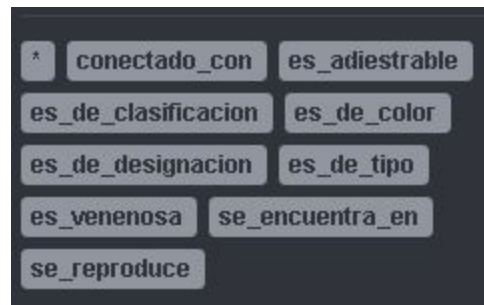 * conectado_con es_adiestrable
es_de_clasificacion es_de_color
es_de_designacion es_de_tipo
es_venenosa se_encuentra_en
se_reproduce